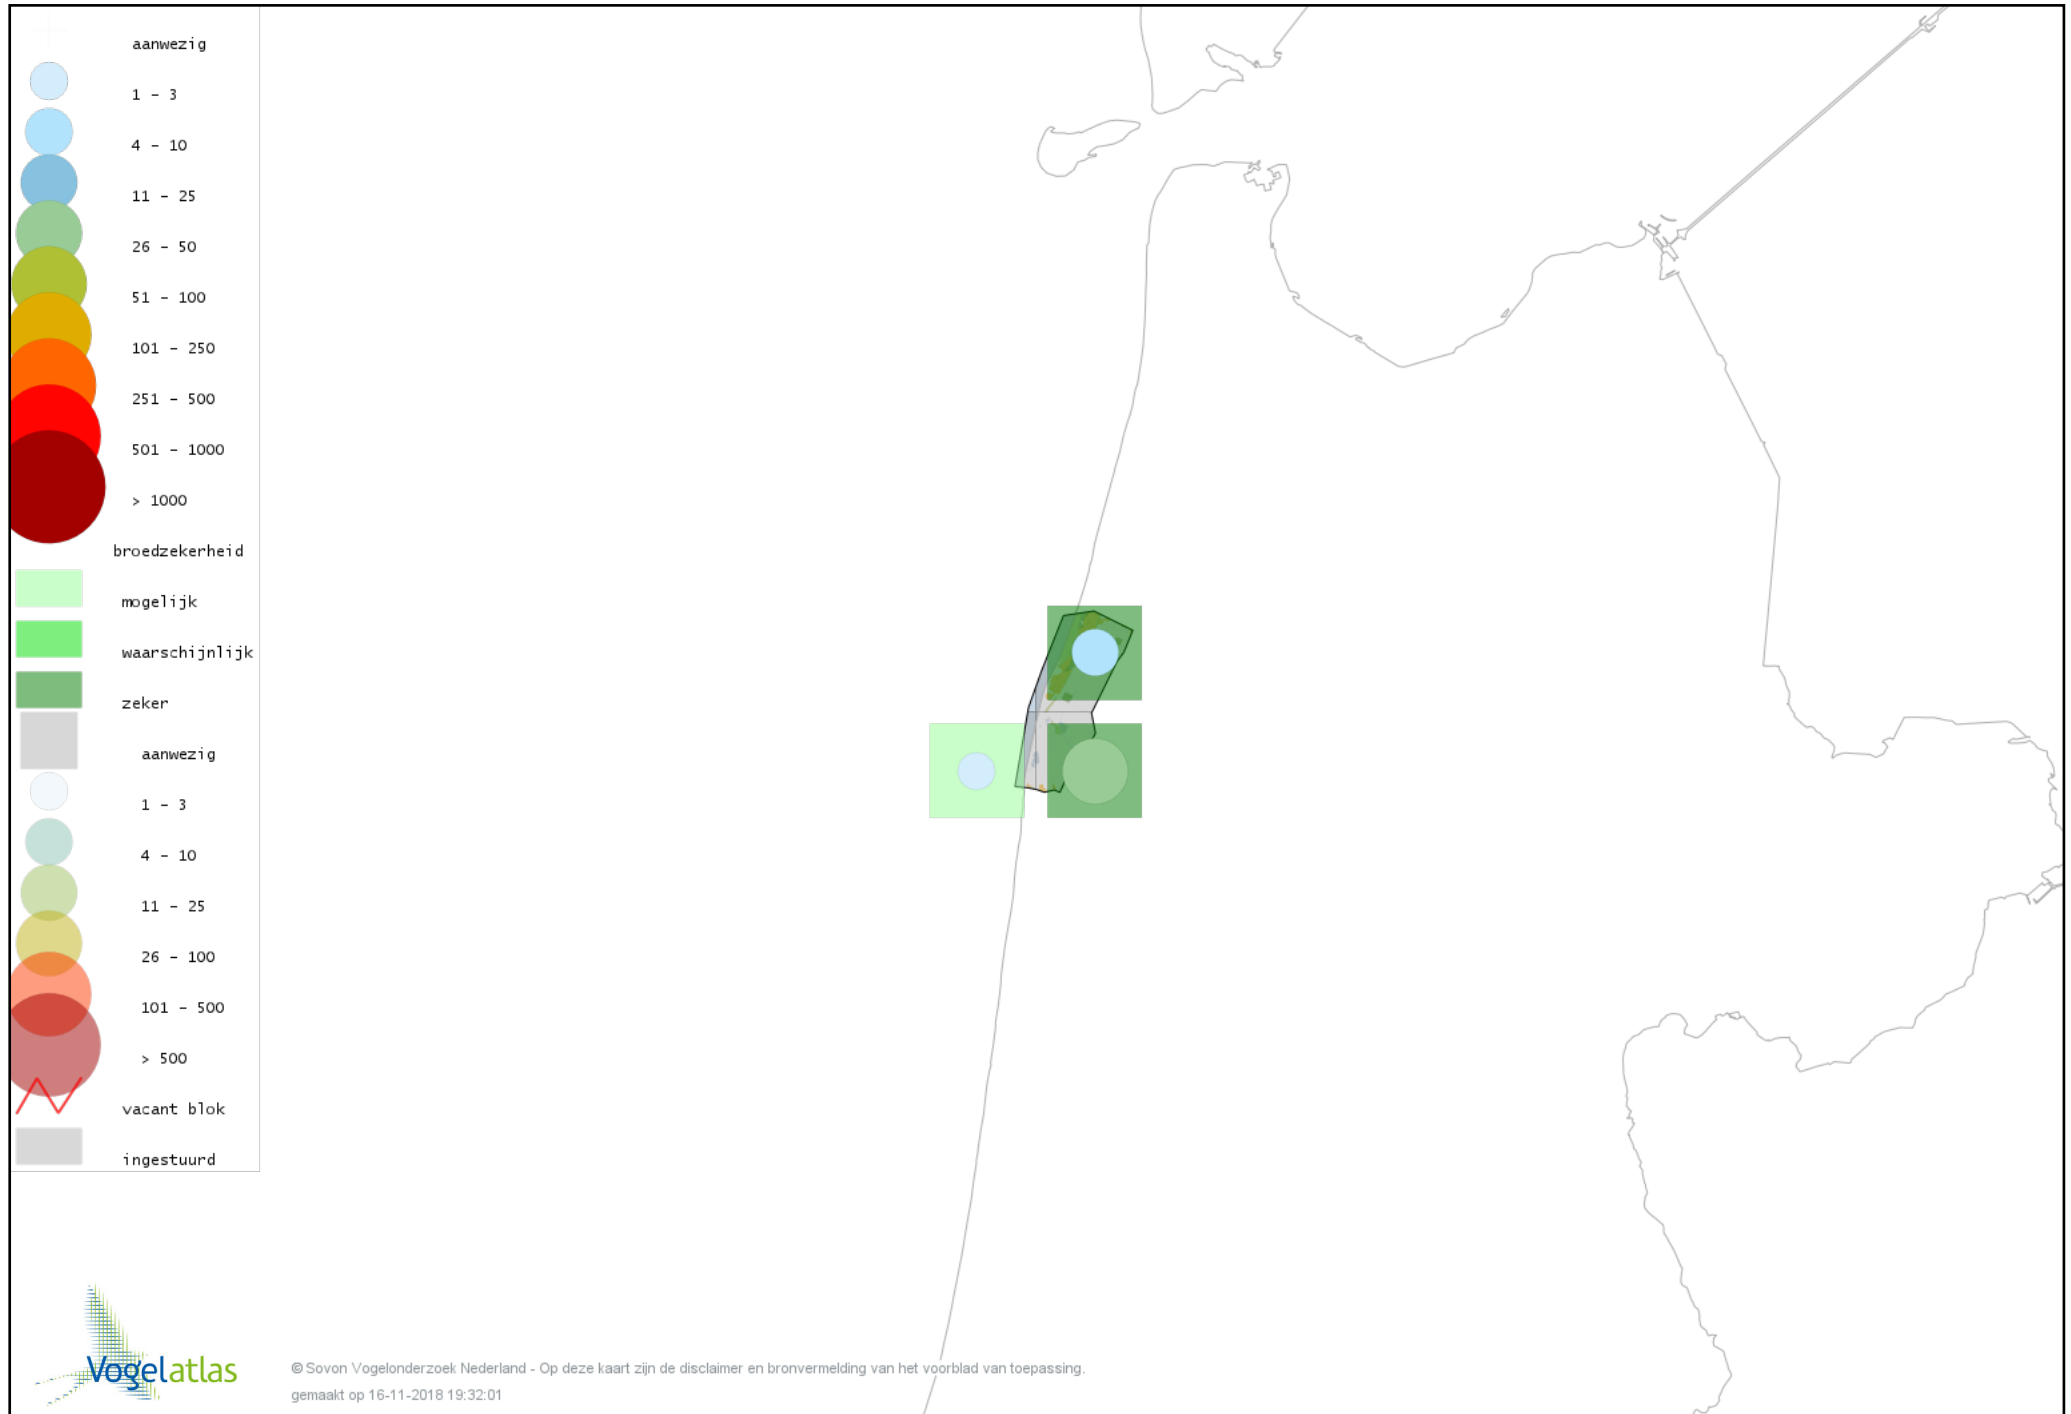 aanwezig
1 - 3
4 - 10
11 - 25
26 - 50
51 - 100
101 - 250
251 - 500
501 - 1000
> 1000
broedzekerheid
mogelijk
waarschijnlijk
zeker
aanwezig
1 - 3
4 - 10
11 - 25
26 - 100
101 - 500
> 500
vacant blok
ingestuurd
Vogelatlas
© Sovon Vogelonderzoek Nederland - Op deze kaart zijn de disclaimer en bronvermelding van het voorblad van toepassing.
gemaakt op 16-11-2018 19:32:01